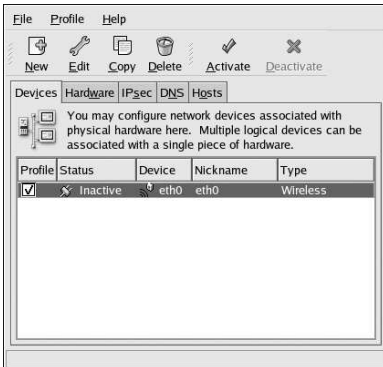 File Profile Help
New Edit Copy Delete Activate Deactivate
Devices Hardware IPsec DNS Hosts
You may configure network devices associated with
physical hardware here. Multiple logical devices can be
associated with a single piece of hardware.
Profile Status Device Nickname Type
Inactive eth0 eth0 Wireless